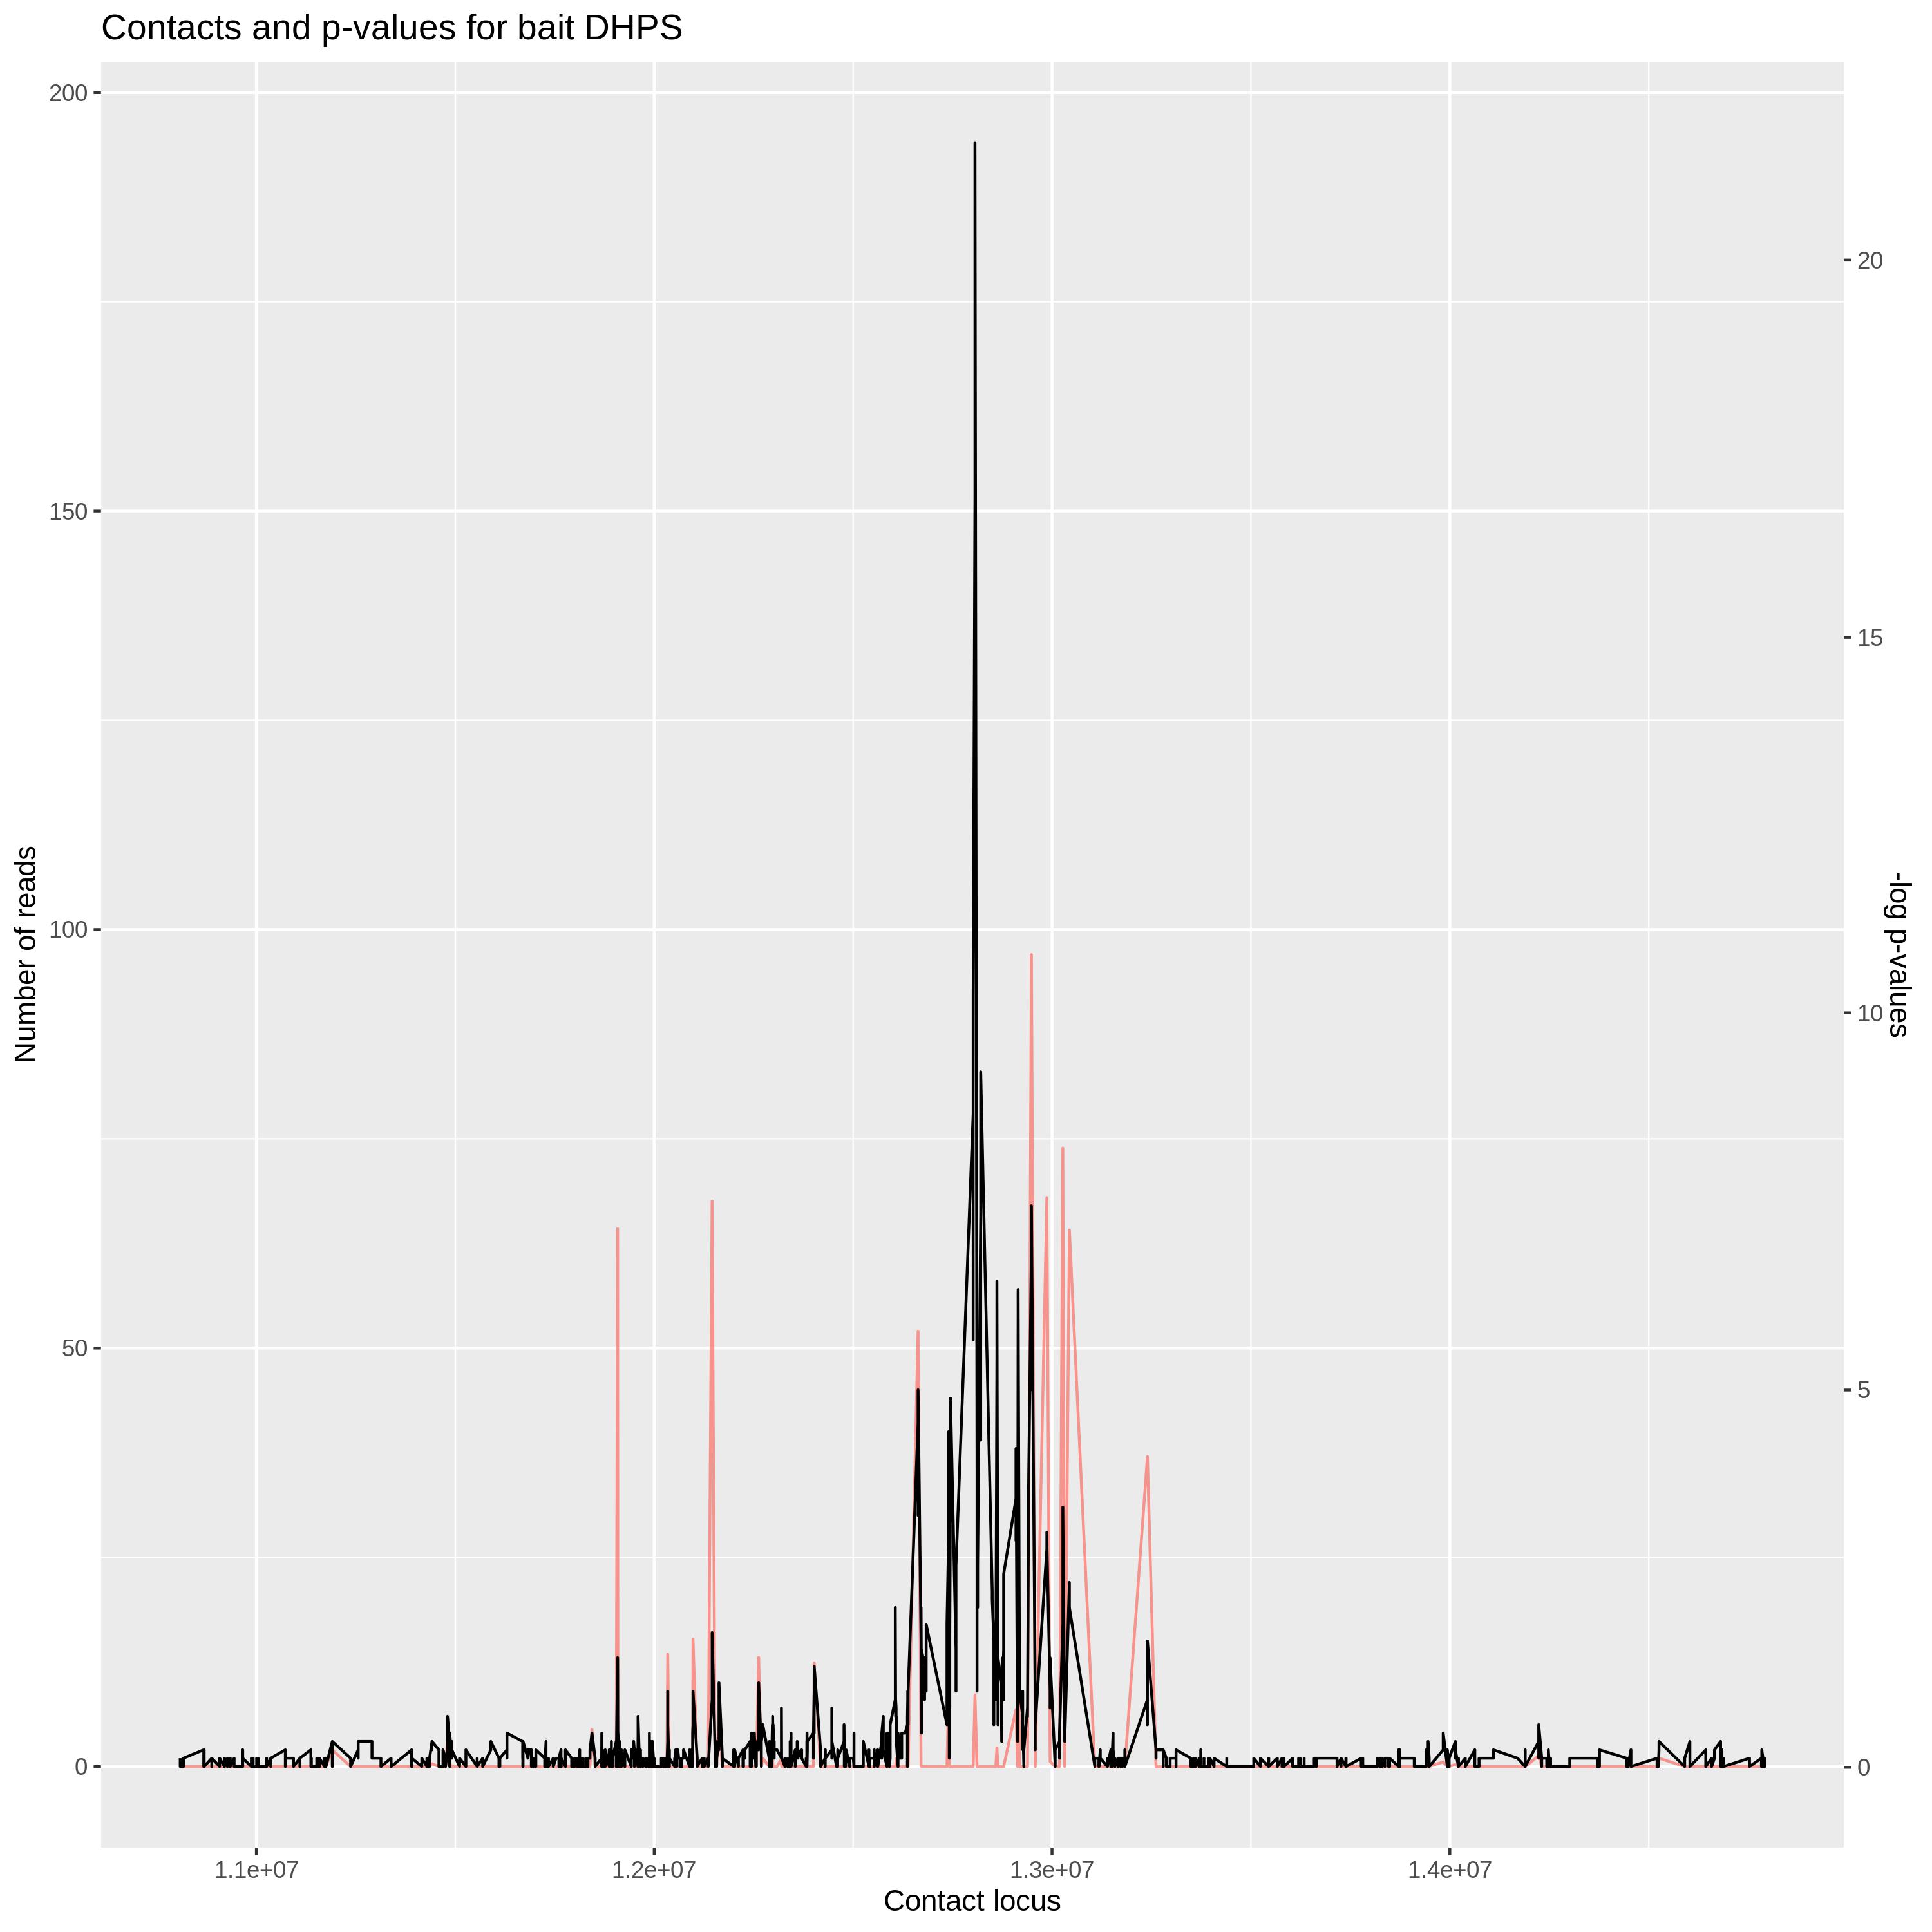 Contacts and p-values for bait DHPS
200
150
100
50
0
Number of reads
20
15
10
5
0
-log p-values
1.1e+07
1.2e+07
1.3e+07
1.4e+07
Contact locus